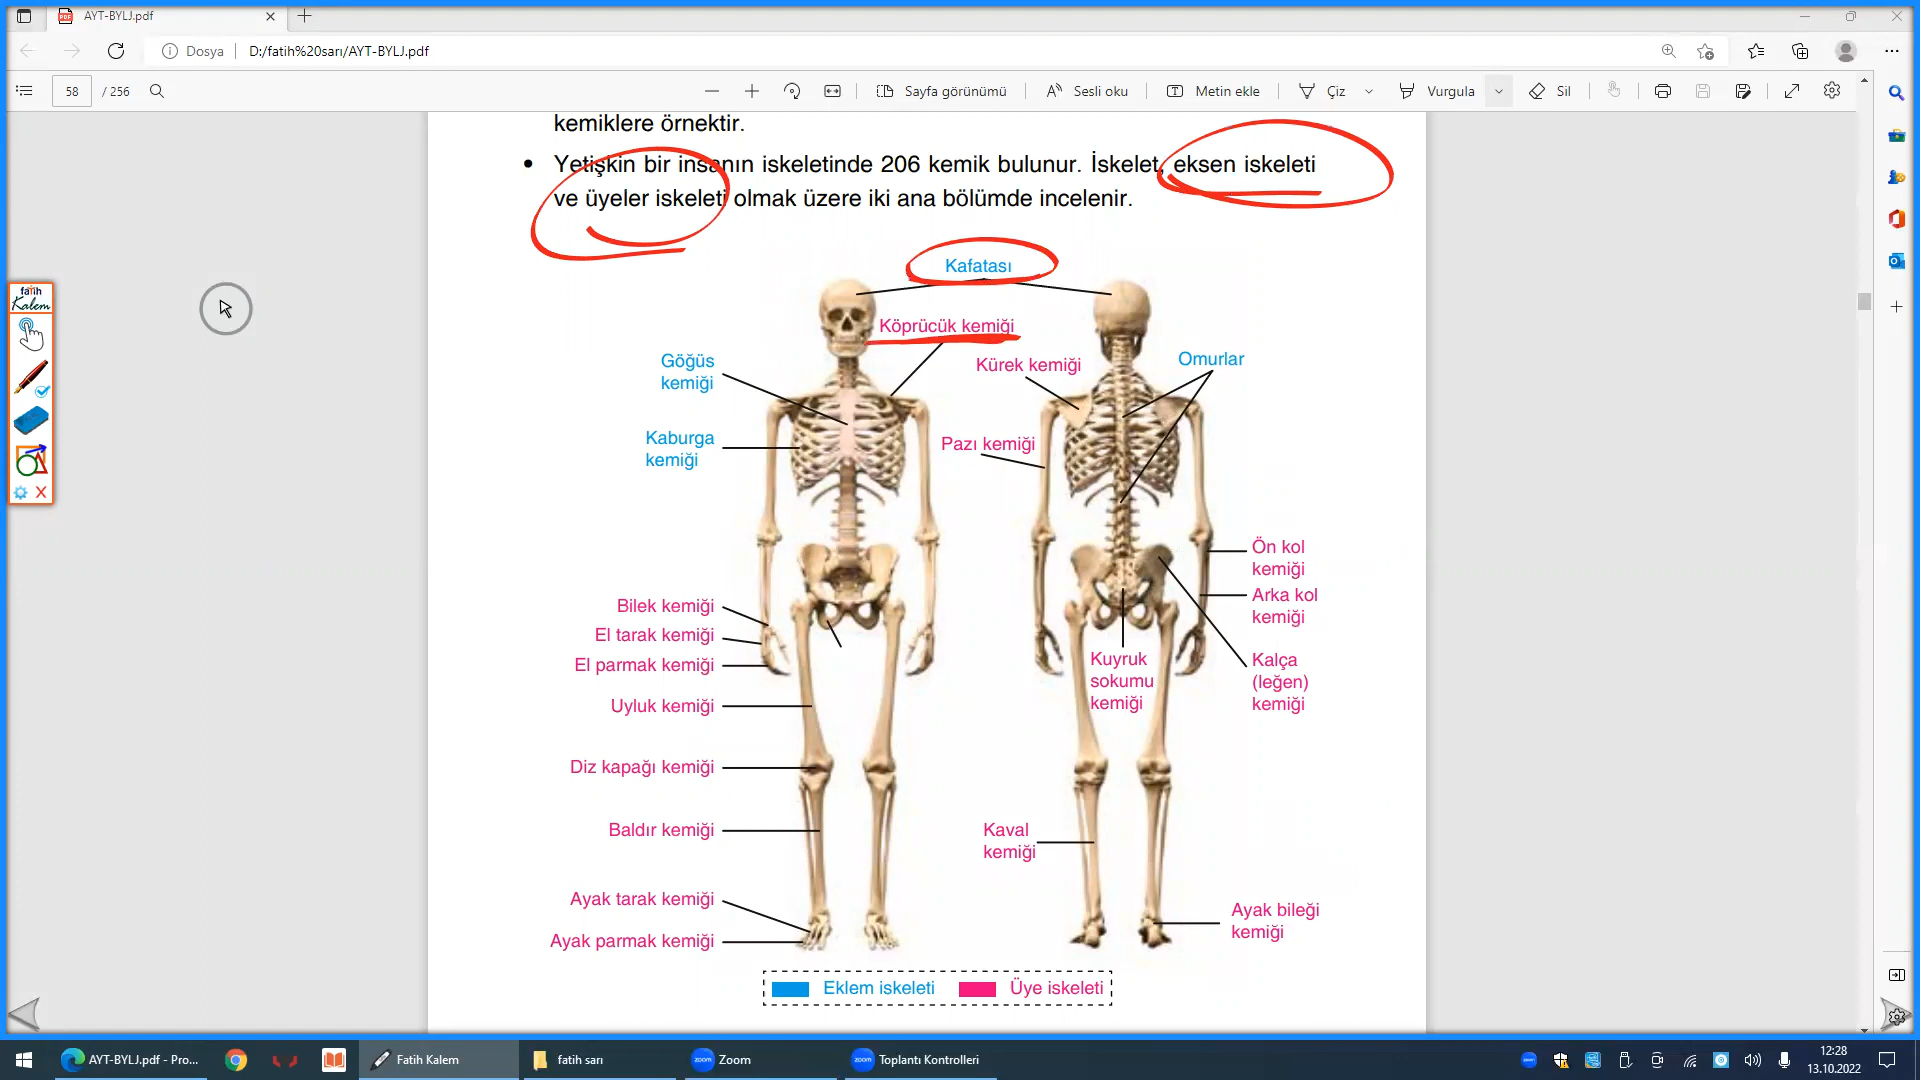 AYT-BYLJ.pdf
Dosya
D:/fatih%20sarı/AYT-BYLJ.pdf
58 / 256
Sayfa görünümü
Sesli oku
Metin ekle
Çiz
Vurgula
Sil
kemiklere örnektir.
• Yetişkin bir insanın iskeletinde 206 kemik bulunur. İskelet, eksen iskeleti
ve üyeler iskeleti olmak üzere iki ana bölümde incelenir.
fatih
Kalem
Kafatası
Köprücük kemiği
Göğüs
kemiği
Kürek kemiği
Omurlar
Kaburga
kemiği
Pazı kemiği
Ön kol
kemiği
Arka kol
kemiği
Bilek kemiği
El tarak kemiği
El parmak kemiği
Kuyruk
sokumu
kemiği
Kalça
(leğen)
kemiği
Uyluk kemiği
Diz kapağı kemiği
Baldır kemiği
Kaval
kemiği
Ayak tarak kemiği
Ayak parmak kemiği
Ayak bileği
kemiği
Eklem iskeleti
Üye iskeleti
AYT-BYLJ.pdf - Pro...
Fatih Kalem
fatih sarı
zoom
Zoom
zoom
Toplantı Kontrolleri
12:28
13.10.2022